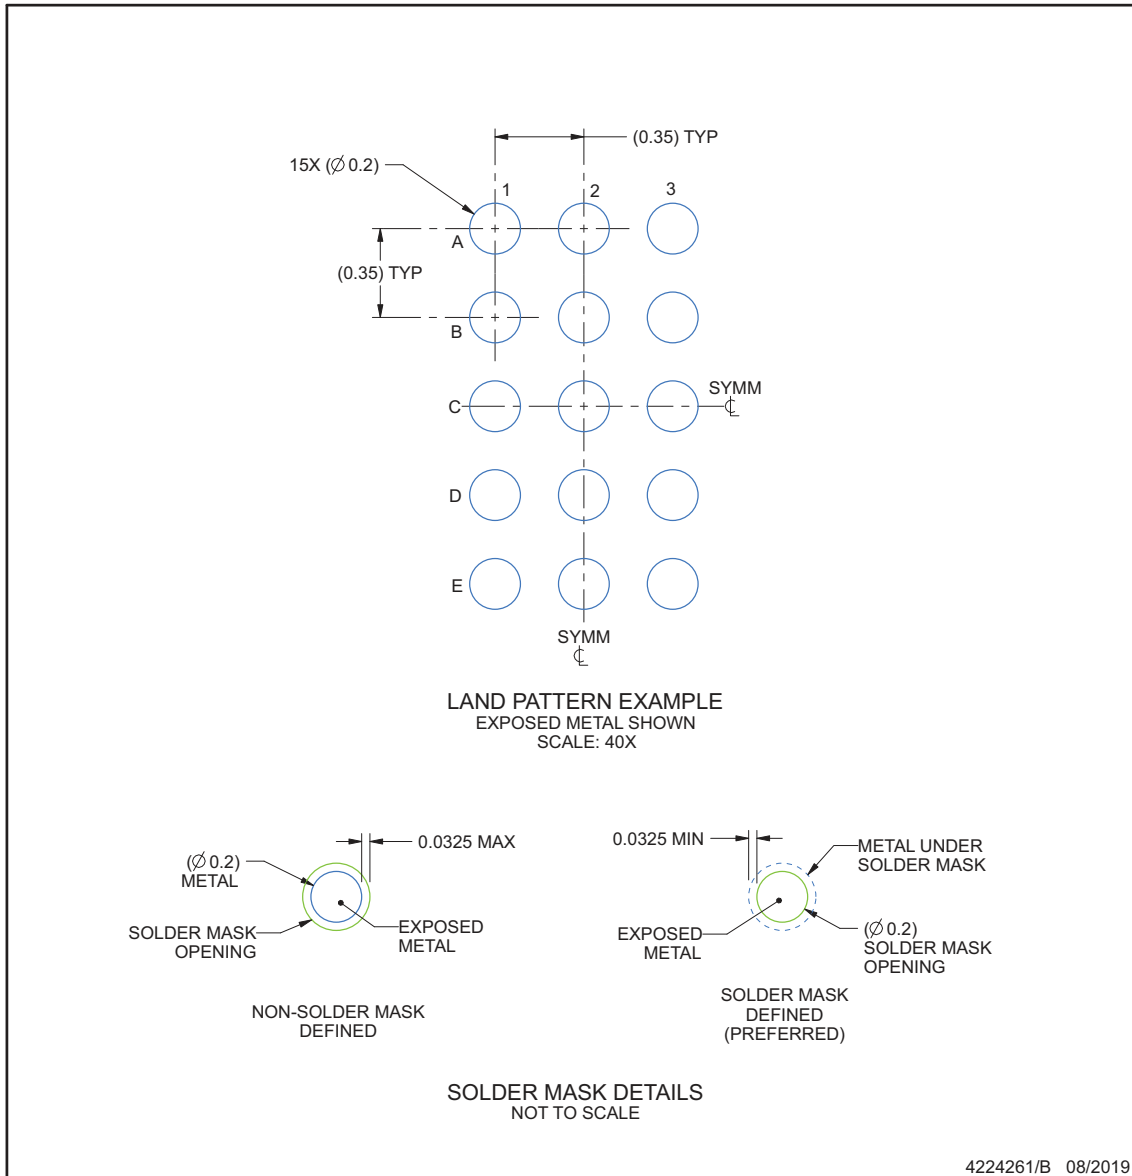 (0.35) TYP
15X (∅ 0.2)
1
2
3
A
(0.35) TYP
B
SYMM
C
℄
D
E
SYMM
℄
LAND PATTERN EXAMPLE
EXPOSED METAL SHOWN
SCALE: 40X
0.0325 MAX
(∅ 0.2)
METAL
SOLDER MASK
OPENING
EXPOSED
METAL
NON-SOLDER MASK
DEFINED
0.0325 MIN
METAL UNDER
SOLDER MASK
EXPOSED
METAL
(∅ 0.2)
SOLDER MASK
OPENING
SOLDER MASK
DEFINED
(PREFERRED)
SOLDER MASK DETAILS
NOT TO SCALE
4224261/B 08/2019